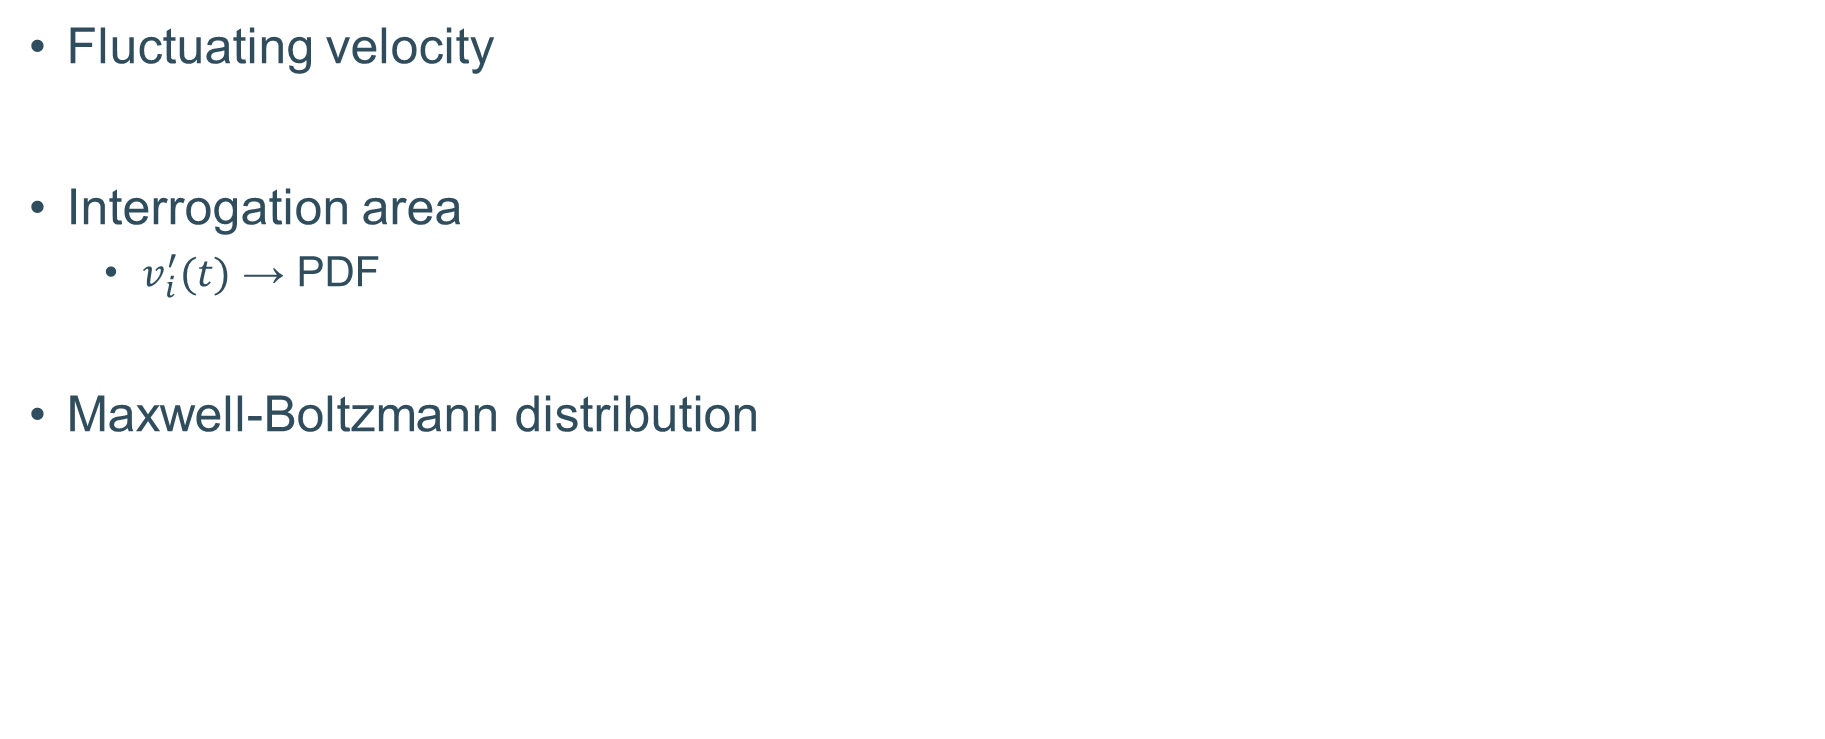 • Fluctuating velocity
• Interrogation area
• v′ᵢ(t) → PDF
• Maxwell-Boltzmann distribution